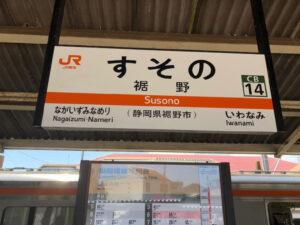 JR
すその
裾野
CB
14
Susono
ながいずみなめり
Nagaizumi-Nameri
(静岡県裾野市)
いわなみ
Iwanami